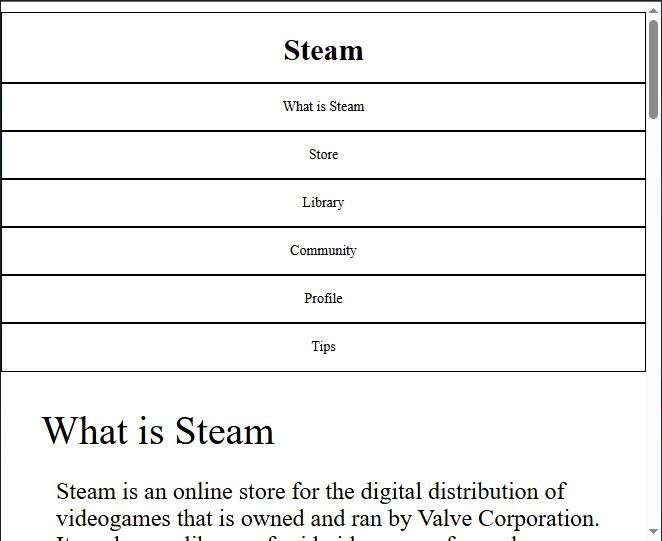 Steam
What is Steam
Store
Library
Community
Profile
Tips
What is Steam
Steam is an online store for the digital distribution of
videogames that is owned and ran by Valve Corporation.